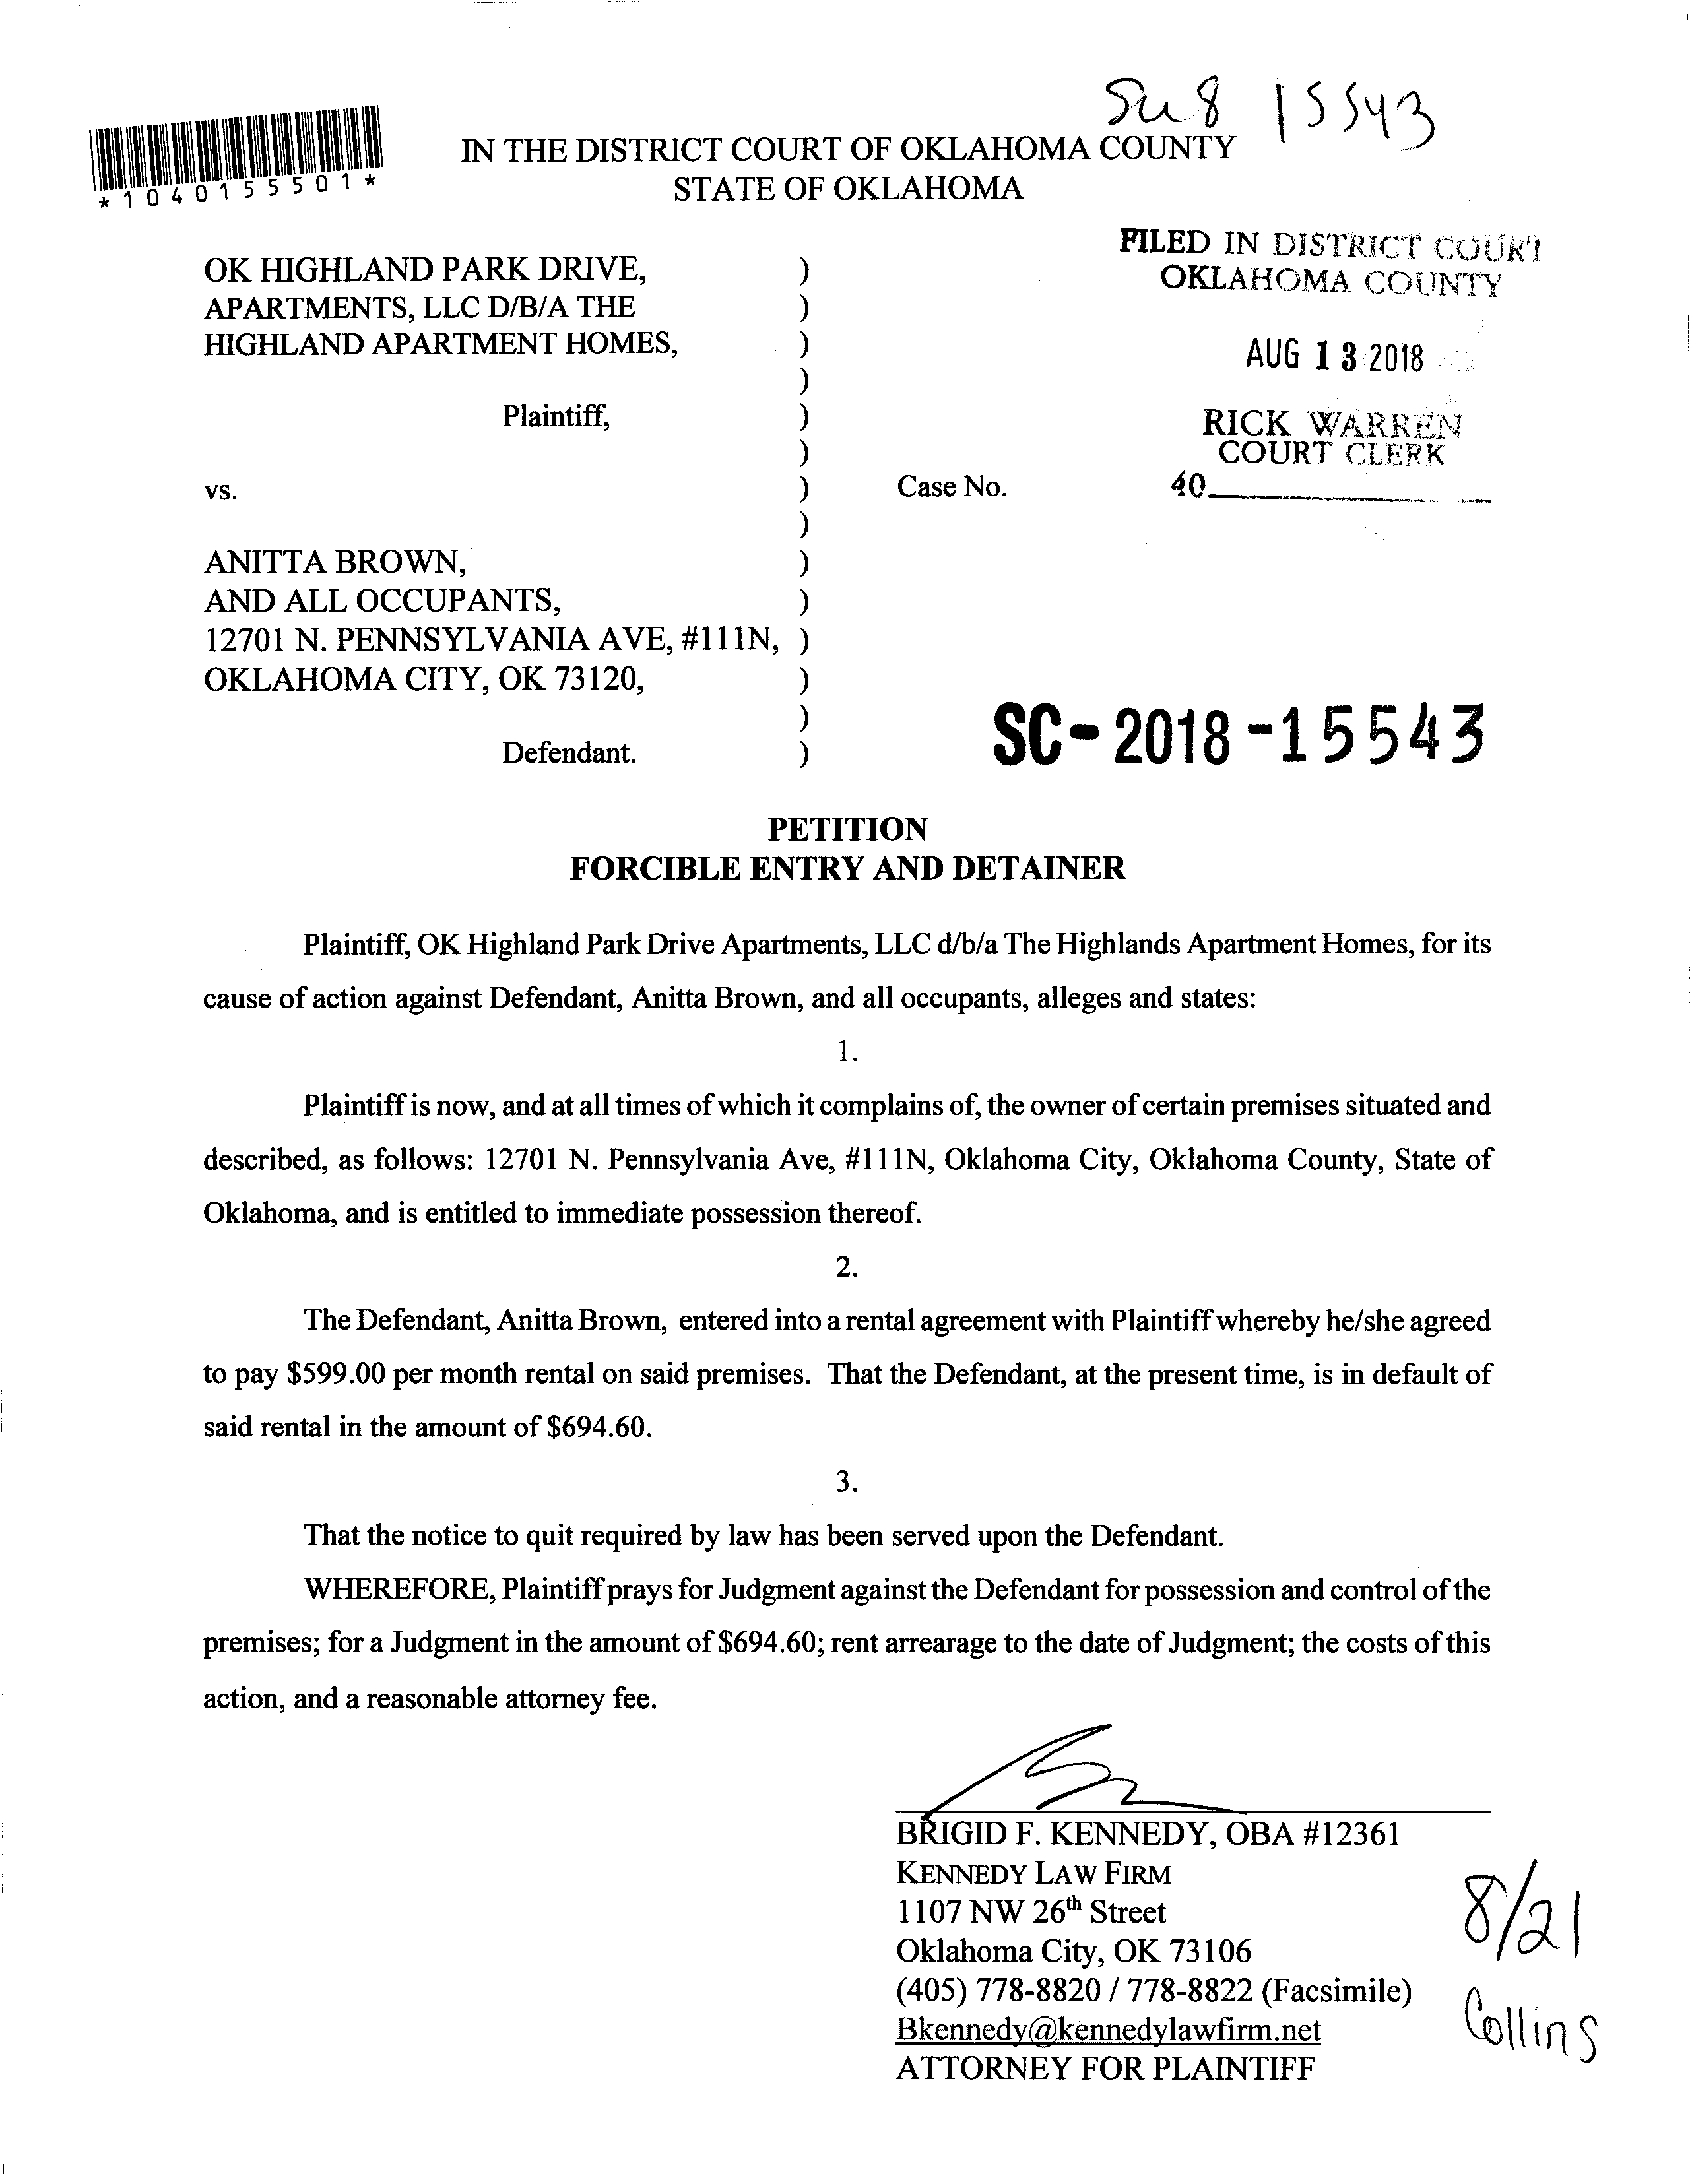 15543
*1040155501*
IN THE DISTRICT COURT OF OKLAHOMA COUNTY
STATE OF OKLAHOMA
FILED IN DISTRICT COURT
OKLAHOMA COUNTY
AUG 13 2018
RICK WARREN
COURT CLERK
40
OK HIGHLAND PARK DRIVE, )
APARTMENTS, LLC D/B/A THE )
HIGHLAND APARTMENT HOMES, )
)
Plaintiff, )
)
vs. ) Case No.
)
ANITTA BROWN, )
AND ALL OCCUPANTS, )
12701 N. PENNSYLVANIA AVE, #111N, )
OKLAHOMA CITY, OK 73120, )
)
Defendant. )
SC-2018-15543
PETITION
FORCIBLE ENTRY AND DETAINER
Plaintiff, OK Highland Park Drive Apartments, LLC d/b/a The Highlands Apartment Homes, for its
cause of action against Defendant, Anitta Brown, and all occupants, alleges and states:
1.
Plaintiff is now, and at all times of which it complains of, the owner of certain premises situated and
described, as follows: 12701 N. Pennsylvania Ave, #111N, Oklahoma City, Oklahoma County, State of
Oklahoma, and is entitled to immediate possession thereof.
2.
The Defendant, Anitta Brown, entered into a rental agreement with Plaintiff whereby he/she agreed
to pay $599.00 per month rental on said premises. That the Defendant, at the present time, is in default of
said rental in the amount of $694.60.
3.
That the notice to quit required by law has been served upon the Defendant.
WHEREFORE, Plaintiff prays for Judgment against the Defendant for possession and control of the
premises; for a Judgment in the amount of $694.60; rent arrearage to the date of Judgment; the costs of this
action, and a reasonable attorney fee.
BRIGID F. KENNEDY, OBA #12361
KENNEDY LAW FIRM
1107 NW 26th Street
Oklahoma City, OK 73106
(405) 778-8820 / 778-8822 (Facsimile)
Bkennedy@kennedylawfirm.net
ATTORNEY FOR PLAINTIFF
8/21
Collins